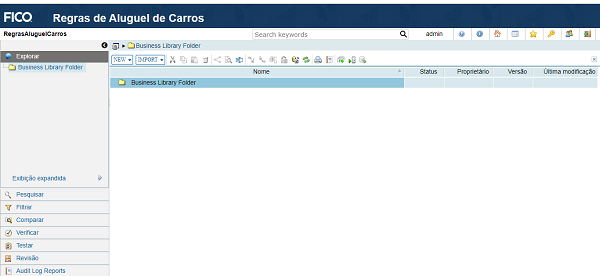 FICO Regras de Aluguel de Carros
RegrasAluguelCarros
Search keywords
admin
Explorar
Business Library Folder
Business Library Folder
NEW
IMPORT
Nome
Status
Proprietário
Versão
Última modificação
Business Library Folder
Exibição expandida
Pesquisar
Filtrar
Comparar
Verificar
Testar
Revisão
Audit Log Reports